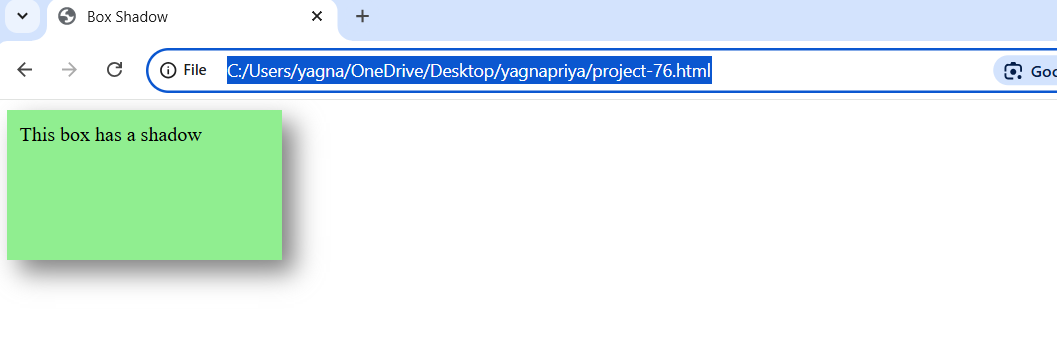 Box Shadow
File C:/Users/yagna/OneDrive/Desktop/yagnapriya/project-76.html Goo
This box has a shadow